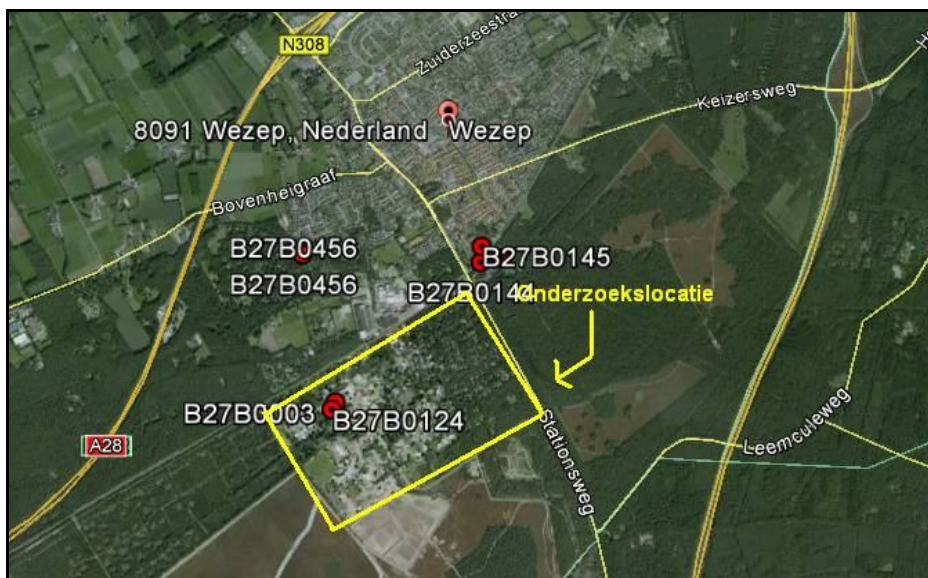 N308
Zuiderzeestra
Keizersweg
8091 Wezep, Nederland
Wezep
Bovenheigraaf
B27B0456
B27B0145
B27B0456
B27B0144
Onderzoekslocatie
B27B0003
B27B0124
A28
Stationsweg
Leemculeweg